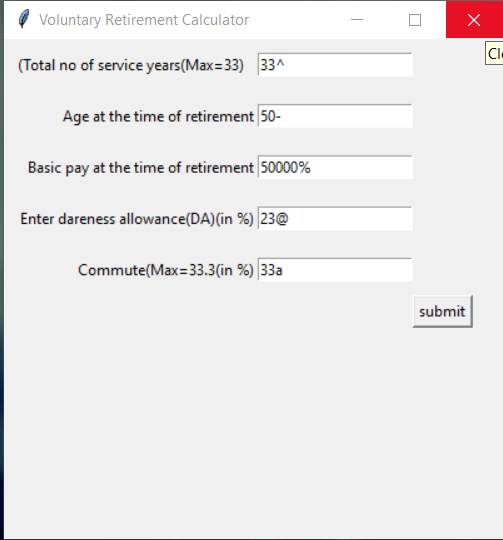 Voluntary Retirement Calculator
Clo
(Total no of service years(Max=33) 33^
Age at the time of retirement 50-
Basic pay at the time of retirement 50000%
Enter dareness allowance(DA)(in %) 23@
Commute(Max=33.3(in %) 33a
submit